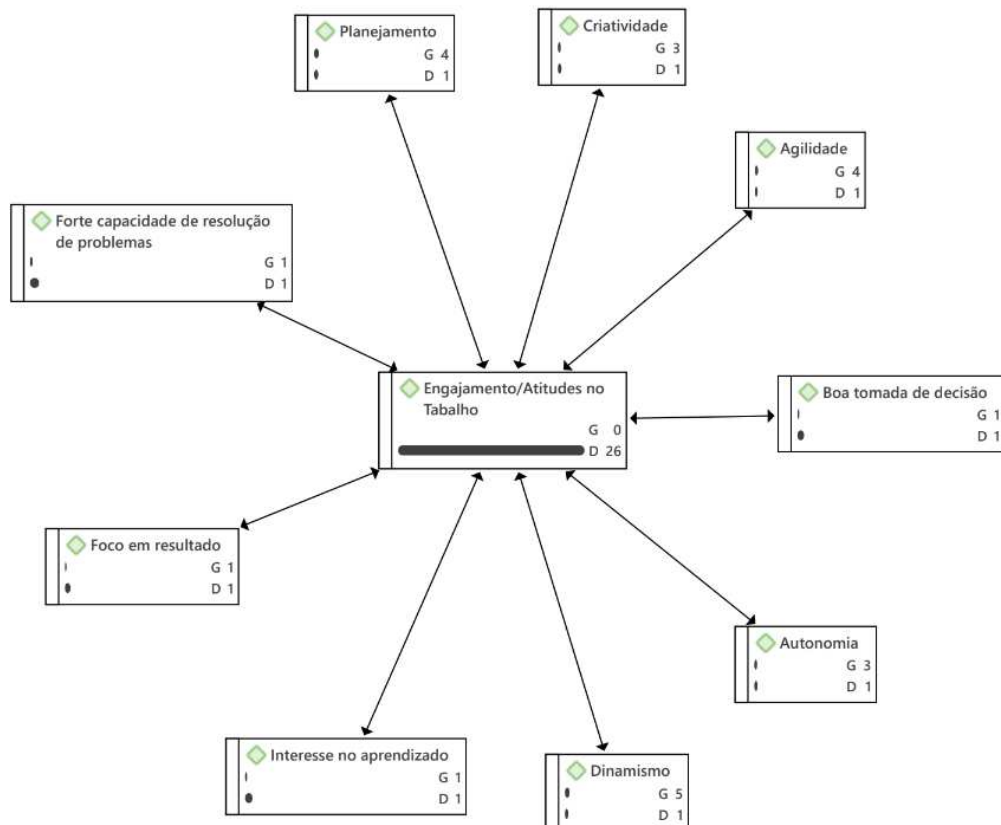 Planejamento
G 4
D 1
Criatividade
G 3
D 1
Agilidade
G 4
D 1
Forte capacidade de resolução
de problemas
G 1
D 1
Engajamento/Atitudes no
Tabalho
G 0
D 26
Boa tomada de decisão
G 1
D 1
Foco em resultado
G 1
D 1
Autonomia
G 3
D 1
Interesse no aprendizado
G 1
D 1
Dinamismo
G 5
D 1